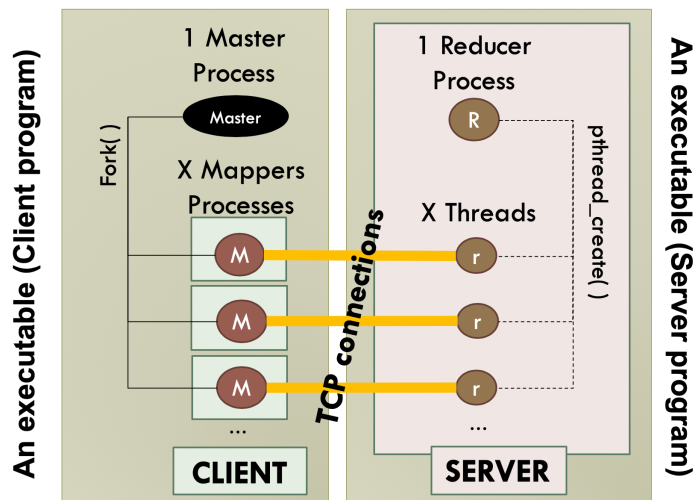 An executable (Client program)
1 Master
Process
Master
Fork( )
X Mappers
Processes
M
M
M
...
CLIENT
TCP connections
1 Reducer
Process
R
pthread_create( )
X Threads
r
r
r
...
SERVER
An executable (Server program)